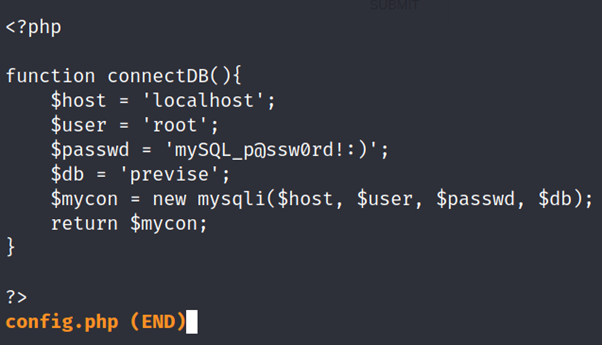 SUBMIT
<?php
function connectDB(){
$host = 'localhost';
$user = 'root';
$passwd = 'mySQL_p@ssw0rd!:)';
$db = 'previse';
$mycon = new mysqli($host, $user, $passwd, $db);
return $mycon;
}
?>
config.php (END)